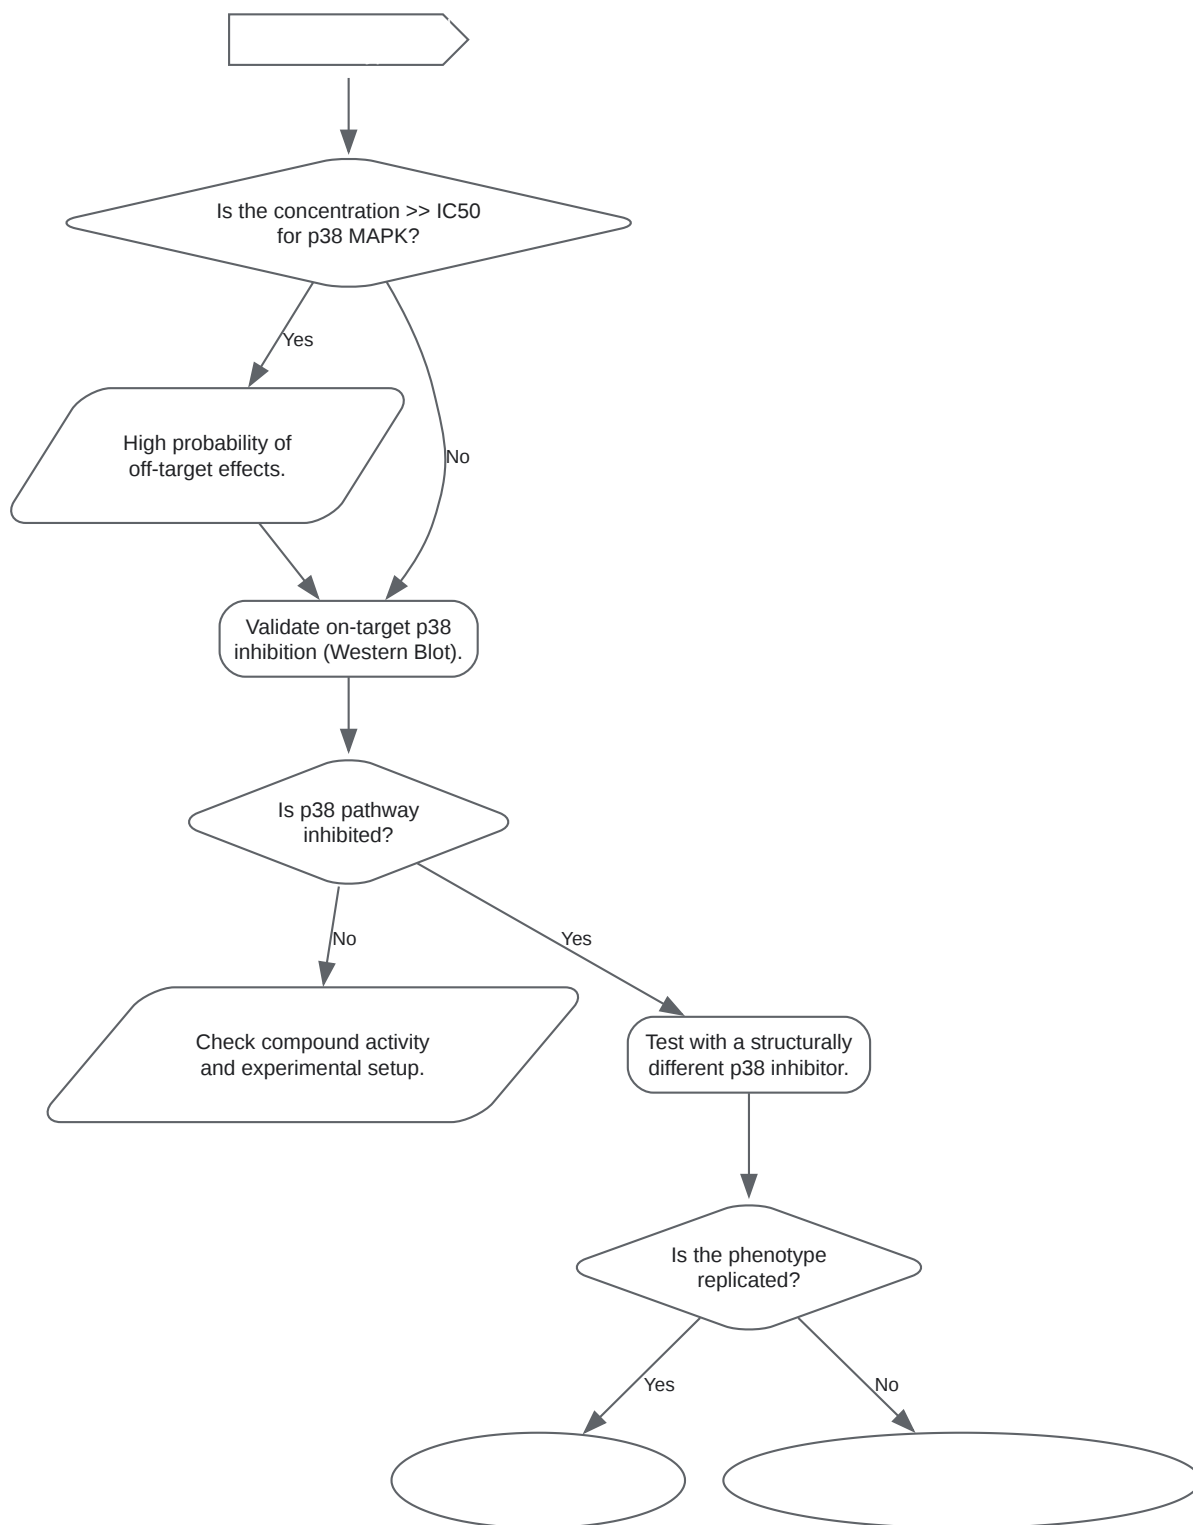 Is the concentration >> IC50
for p38 MAPK?
Yes
High probability of
off-target effects.
No
Validate on-target p38
inhibition (Western Blot).
Is p38 pathway
inhibited?
No
Yes
Check compound activity
and experimental setup.
Test with a structurally
different p38 inhibitor.
Is the phenotype
replicated?
Yes
No